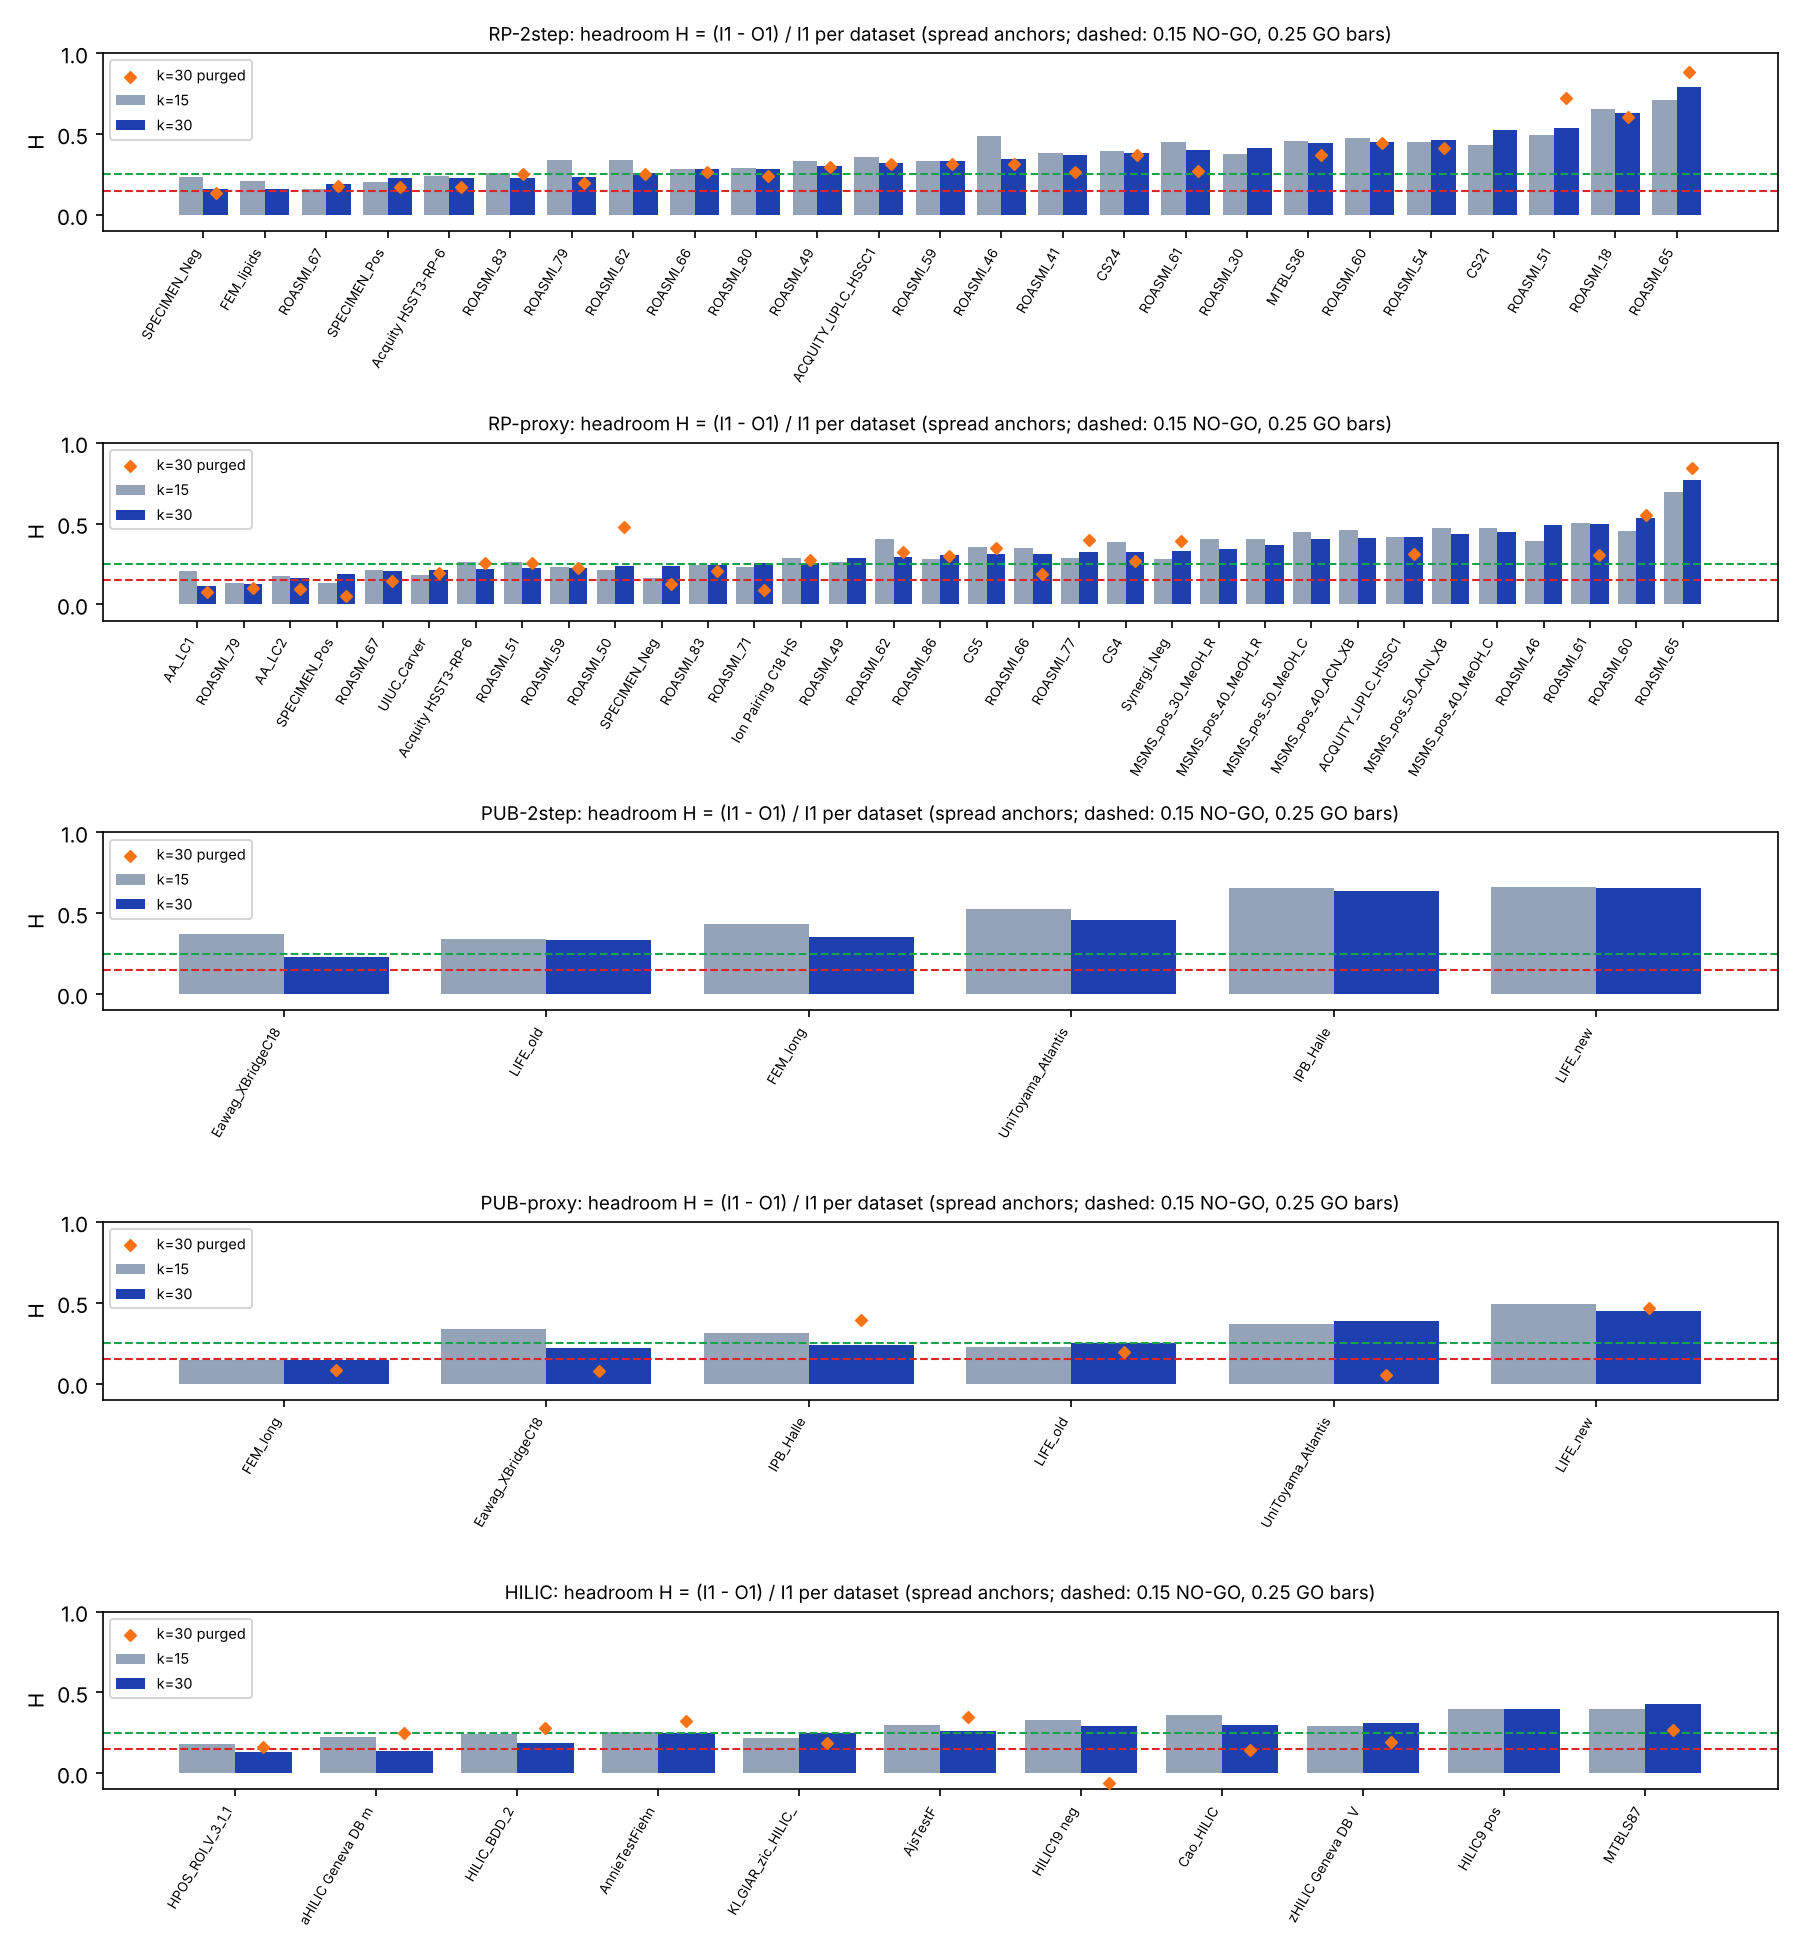 RP-2step: headroom H = (I1 - O1) / I1 per dataset (spread anchors; dashed: 0.15 NO-GO, 0.25 GO bars)
1.0
0.5
0.0
H
k=30 purged
k=15
k=30
SPECIMEN_Neg
FEM_lipids
ROASMI_67
SPECIMEN_Pos
Acquity HSST3-RP-6
ROASMI_83
ROASMI_79
ROASMI_62
ROASMI_66
ROASMI_80
ROASMI_49
ACQUITY_UPLC_HSSC1
ROASMI_59
ROASMI_46
ROASMI_41
CS24
ROASMI_61
ROASMI_30
MTBLS36
ROASMI_60
ROASMI_54
CS21
ROASMI_51
ROASMI_18
ROASMI_65
RP-proxy: headroom H = (I1 - O1) / I1 per dataset (spread anchors; dashed: 0.15 NO-GO, 0.25 GO bars)
1.0
0.5
0.0
H
k=30 purged
k=15
k=30
AA_LC1
ROASMI_79
AA_LC2
SPECIMEN_Pos
ROASMI_67
UIUC_Carver
Acquity HSST3-RP-6
ROASMI_51
ROASMI_59
ROASMI_50
SPECIMEN_Neg
ROASMI_83
ROASMI_71
Ion Pairing C18 HS
ROASMI_49
ROASMI_62
ROASMI_86
CS5
ROASMI_66
ROASMI_77
CS4
Synergi_Neg
MSMS_pos_30_MeOH_R
MSMS_pos_40_MeOH_R
MSMS_pos_50_MeOH_C
MSMS_pos_40_ACN_XB
ACQUITY_UPLC_HSSC1
MSMS_pos_50_ACN_XB
MSMS_pos_40_MeOH_C
ROASMI_46
ROASMI_61
ROASMI_60
ROASMI_65
PUB-2step: headroom H = (I1 - O1) / I1 per dataset (spread anchors; dashed: 0.15 NO-GO, 0.25 GO bars)
1.0
0.5
0.0
H
k=30 purged
k=15
k=30
Eawag_XBridgeC18
LIFE_old
FEM_long
UniToyama_Atlantis
IPB_Halle
LIFE_new
PUB-proxy: headroom H = (I1 - O1) / I1 per dataset (spread anchors; dashed: 0.15 NO-GO, 0.25 GO bars)
1.0
0.5
0.0
H
k=30 purged
k=15
k=30
FEM_long
Eawag_XBridgeC18
IPB_Halle
LIFE_old
UniToyama_Atlantis
LIFE_new
HILIC: headroom H = (I1 - O1) / I1 per dataset (spread anchors; dashed: 0.15 NO-GO, 0.25 GO bars)
1.0
0.5
0.0
H
k=30 purged
k=15
k=30
HPOS_ROI_V_3_1_1
aHILIC Geneva DB m
HILIC_BDD_2
AnnieTestFiehn
KI_GIAR_zic_HILIC_
AjsTestF
HILIC19 neg
Cao_HILIC
zHILIC Geneva DB V
HILIC9 pos
MTBLS87